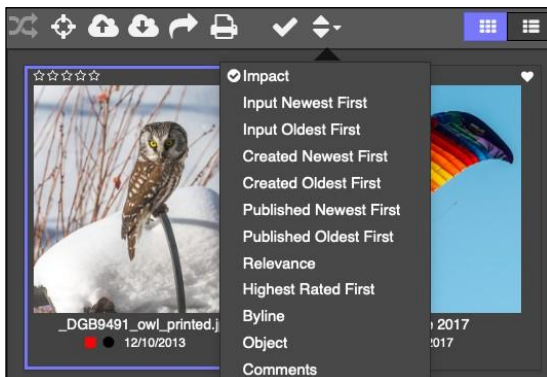 Impact
Input Newest First
Input Oldest First
Created Newest First
Created Oldest First
Published Newest First
Published Oldest First
Relevance
Highest Rated First
Byline
Object
Comments
_DGB9491_owl_printed.j
12/10/2013
2017
2017